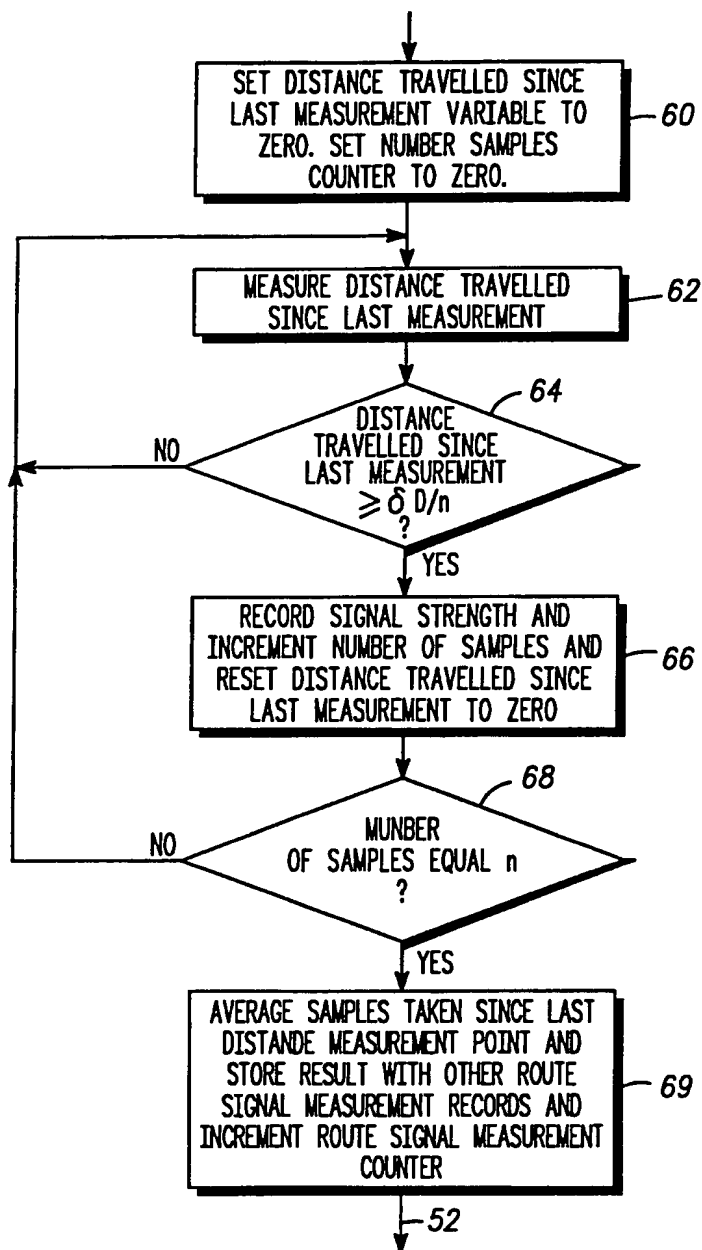 SET DISTANCE TRAVELLED SINCE
LAST MEASUREMENT VARIABLE TO
ZERO. SET NUMBER SAMPLES
COUNTER TO ZERO.
60
MEASURE DISTANCE TRAVELLED
SINCE LAST MEASUREMENT
62
64
DISTANCE
TRAVELLED SINCE
LAST MEASUREMENT
≥ δ D/n
?
NO
YES
RECORD SIGNAL STRENGTH AND
INCREMENT NUMBER OF SAMPLES AND
RESET DISTANCE TRAVELLED SINCE
LAST MEASUREMENT TO ZERO
66
68
MUNBER
OF SAMPLES EQUAL n
?
NO
YES
AVERAGE SAMPLES TAKEN SINCE LAST
DISTANDE MEASUREMENT POINT AND
STORE RESULT WITH OTHER ROUTE
SIGNAL MEASUREMENT RECORDS AND
INCREMENT ROUTE SIGNAL MEASUREMENT
COUNTER
69
52